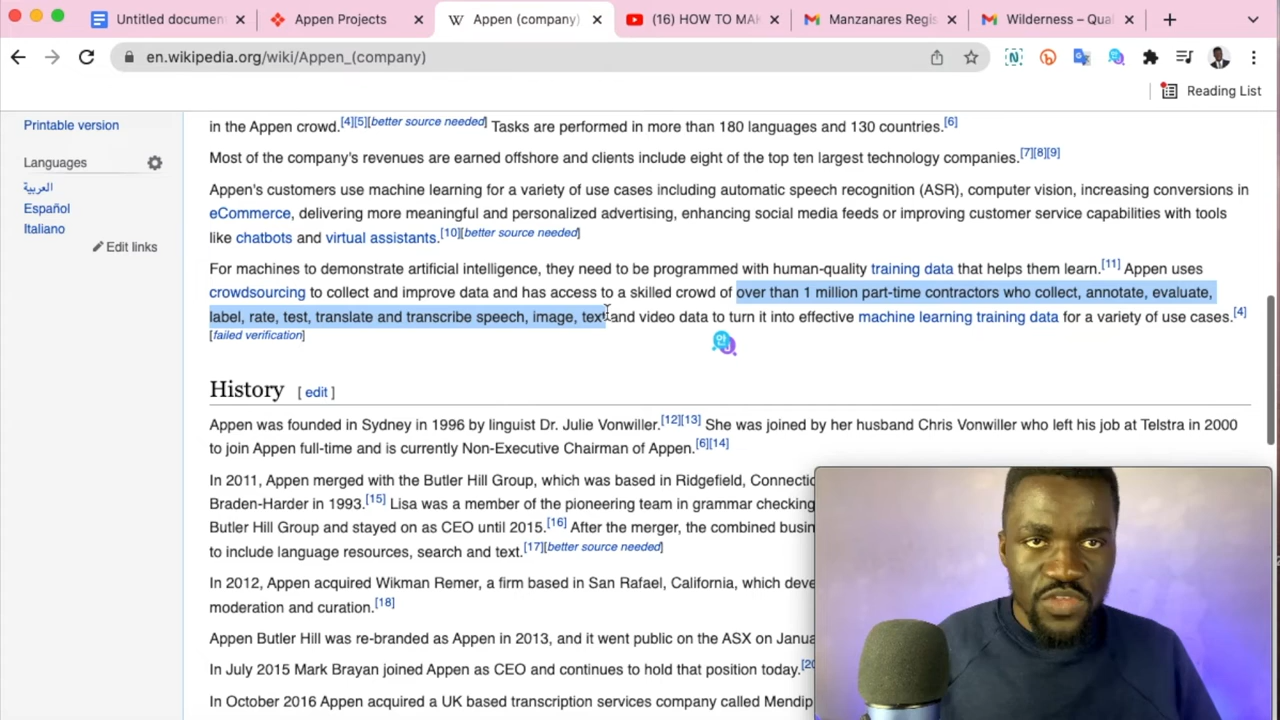 Untitled documen
Appen Projects
Appen (company)
(16) HOW TO MA
Manzanares Regis
Wilderness – Qual
en.wikipedia.org/wiki/Appen_(company)
Reading List
Printable version
Languages
العربية
Español
Italiano
Edit links
in the Appen crowd.[4][5][better source needed] Tasks are performed in more than 180 languages and 130 countries.[6]
Most of the company's revenues are earned offshore and clients include eight of the top ten largest technology companies.[7][8][9]
Appen's customers use machine learning for a variety of use cases including automatic speech recognition (ASR), computer vision, increasing conversions in
eCommerce, delivering more meaningful and personalized advertising, enhancing social media feeds or improving customer service capabilities with tools
like chatbots and virtual assistants.[10][better source needed]
For machines to demonstrate artificial intelligence, they need to be programmed with human-quality training data that helps them learn.[11] Appen uses
crowdsourcing to collect and improve data and has access to a skilled crowd of over than 1 million part-time contractors who collect, annotate, evaluate,
label, rate, test, translate and transcribe speech, image, text and video data to turn it into effective machine learning training data for a variety of use cases.[4]
[failed verification]
History [ edit ]
Appen was founded in Sydney in 1996 by linguist Dr. Julie Vonwiller.[12][13] She was joined by her husband Chris Vonwiller who left his job at Telstra in 2000
to join Appen full-time and is currently Non-Executive Chairman of Appen.[6][14]
In 2011, Appen merged with the Butler Hill Group, which was based in Ridgefield, Connectic
Braden-Harder in 1993.[15] Lisa was a member of the pioneering team in grammar checking
Butler Hill Group and stayed on as CEO until 2015.[16] After the merger, the combined busin
to include language resources, search and text.[17][better source needed]
In 2012, Appen acquired Wikman Remer, a firm based in San Rafael, California, which deve
moderation and curation.[18]
Appen Butler Hill was re-branded as Appen in 2013, and it went public on the ASX on Janua
In July 2015 Mark Brayan joined Appen as CEO and continues to hold that position today.[20
In October 2016 Appen acquired a UK based transcription services company called Mendip